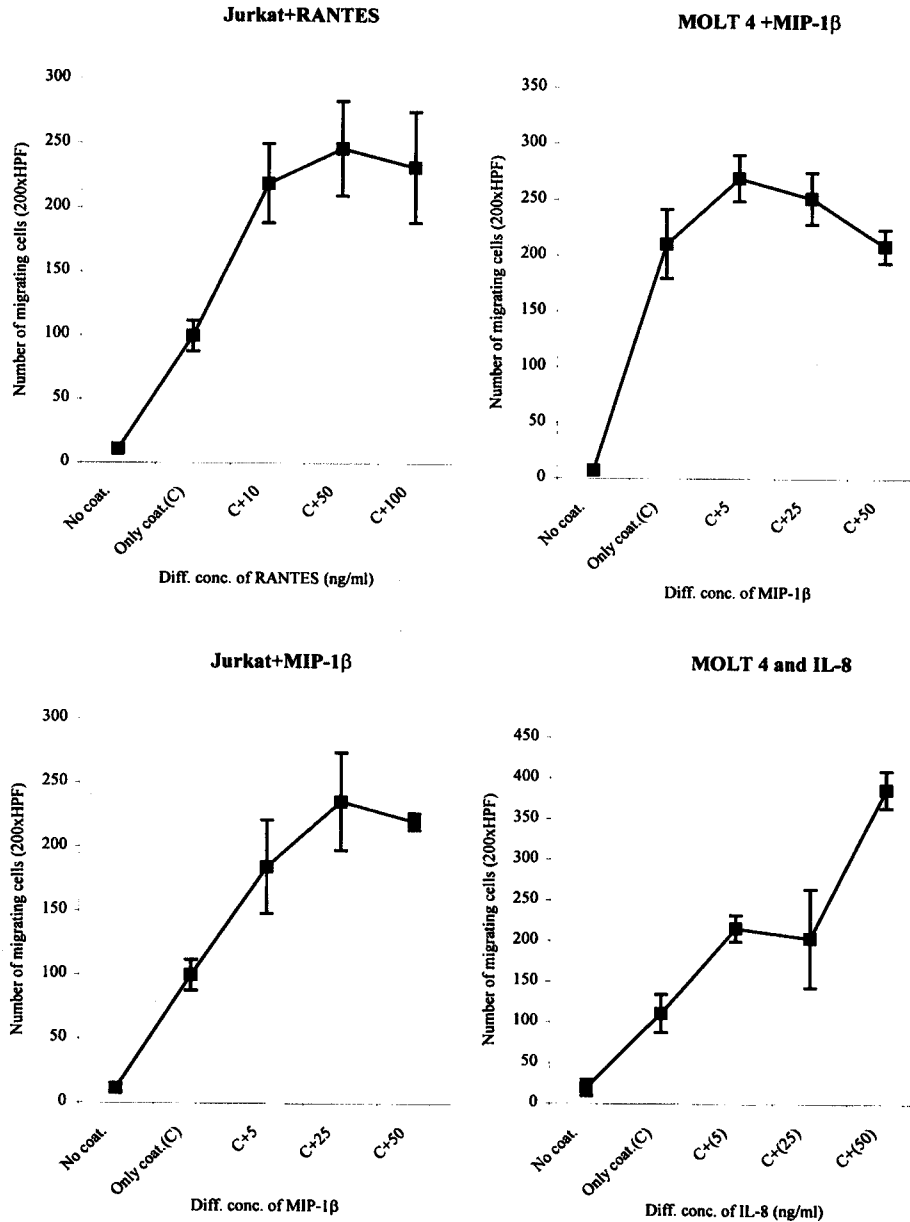 Jurkat+RANTES
Number of migrating cells (200xHPF)
300
250
200
150
100
50
0
No coat.
Only coat.(C)
C+10
C+50
C+100
Diff. conc. of RANTES (ng/ml)
MOLT 4 +MIP-1β
Number of migrating cells (200xHPF)
350
300
250
200
150
100
50
0
No coat.
Only coat.(C)
C+5
C+25
C+50
Diff. conc. of MIP-1β
Jurkat+MIP-1β
Number of migrating cells (200xHPF)
300
250
200
150
100
50
0
No coat.
Only coat.(C)
C+5
C+25
C+50
Diff. conc. of MIP-1β
MOLT 4 and IL-8
Number of migrating cells (200xHPF)
450
400
350
300
250
200
150
100
50
0
No coat.
Only coat.(C)
C+(5)
C+(25)
C+(50)
Diff. conc. of IL-8 (ng/ml)